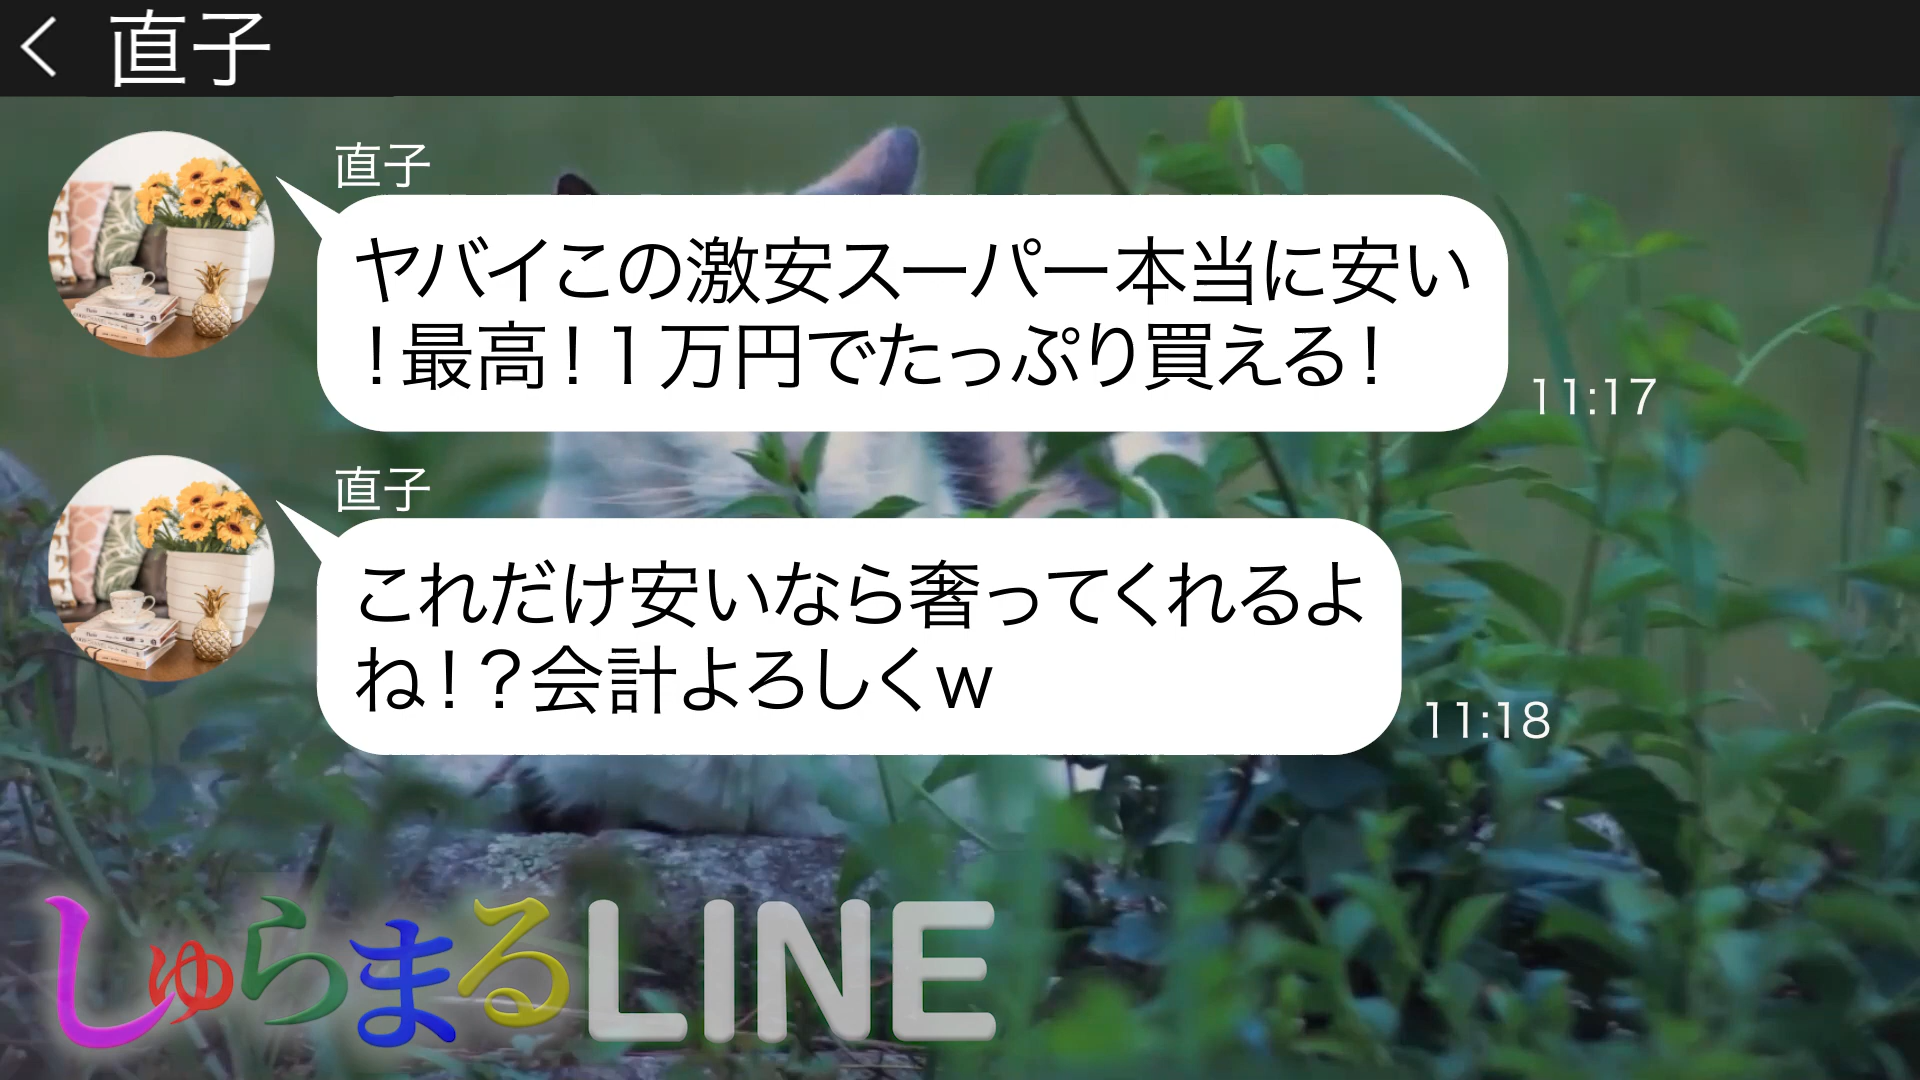 直子
直子
ヤバイこの激安スーパー本当に安い
！最高！１万円でたっぷり買える！
11:17
直子
これだけ安いなら奢ってくれるよ
ね！？会計よろしくw
11:18
しゅらまるLINE